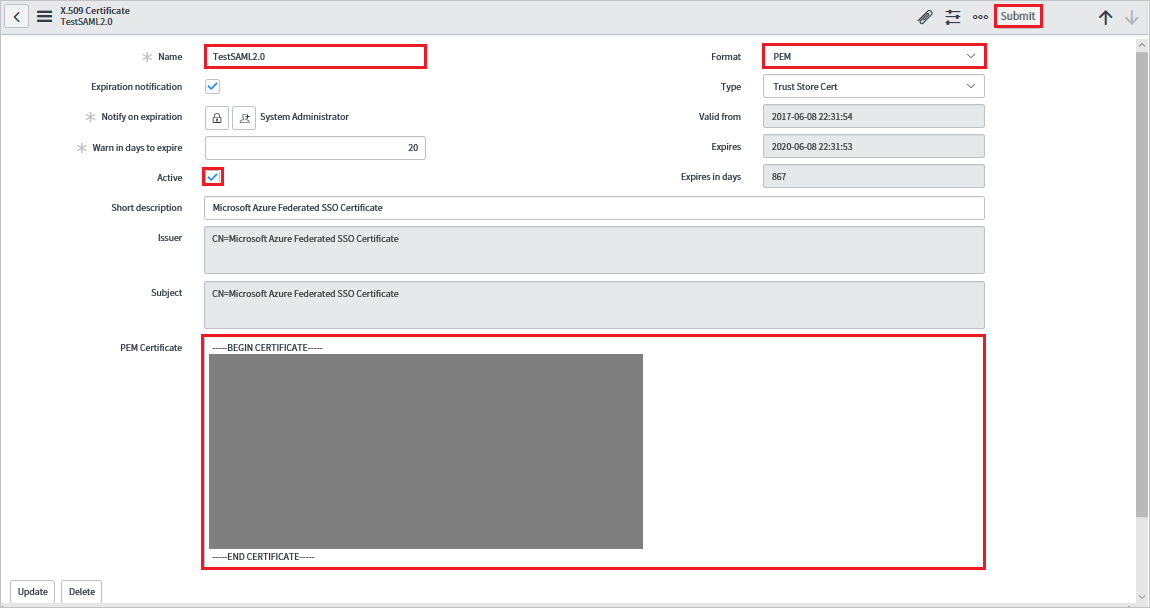 X.509 Certificate
TestSAML2.0
Submit
Name
TestSAML2.0
Format
PEM
Expiration notification
Type
Trust Store Cert
Notify on expiration
System Administrator
Valid from
2017-06-08 22:31:54
Warn in days to expire
20
Expires
2020-06-08 22:31:53
Active
Expires in days
867
Short description
Microsoft Azure Federated SSO Certificate
Issuer
CN=Microsoft Azure Federated SSO Certificate
Subject
CN=Microsoft Azure Federated SSO Certificate
PEM Certificate
-----BEGIN CERTIFICATE-----
-----END CERTIFICATE-----
Update
Delete